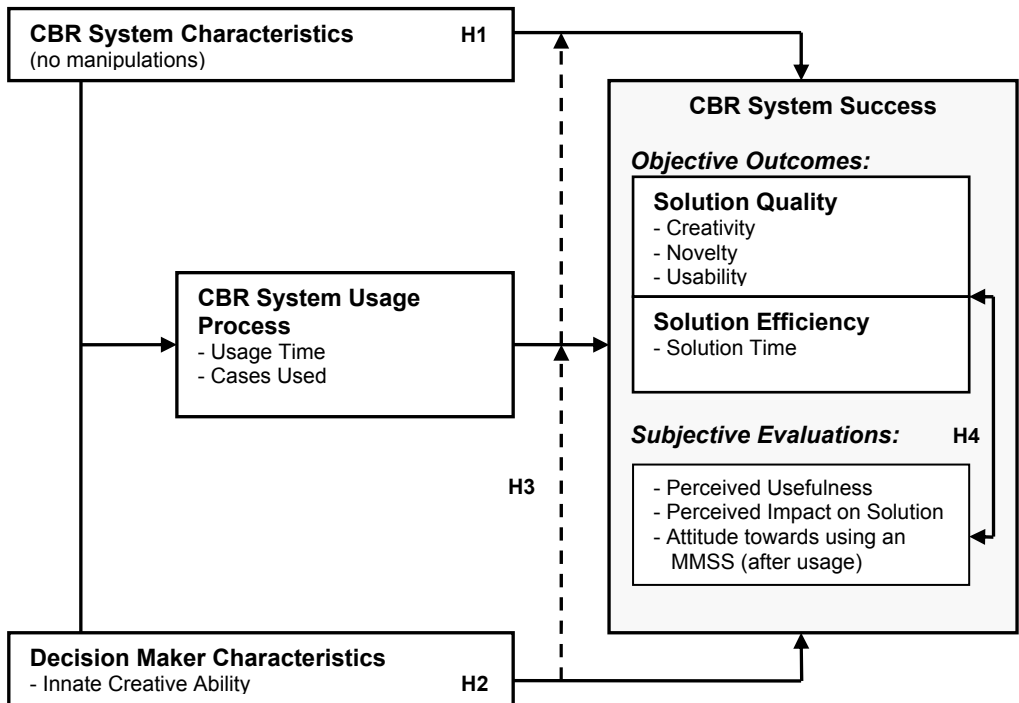 CBR System Characteristics H1
(no manipulations)
CBR System Success
Objective Outcomes:
Solution Quality
- Creativity
- Novelty
- Usability
CBR System Usage
Process
- Usage Time
- Cases Used
Solution Efficiency
- Solution Time
Subjective Evaluations: H4
H3
- Perceived Usefulness
- Perceived Impact on Solution
- Attitude towards using an
MMSS (after usage)
Decision Maker Characteristics
- Innate Creative Ability H2